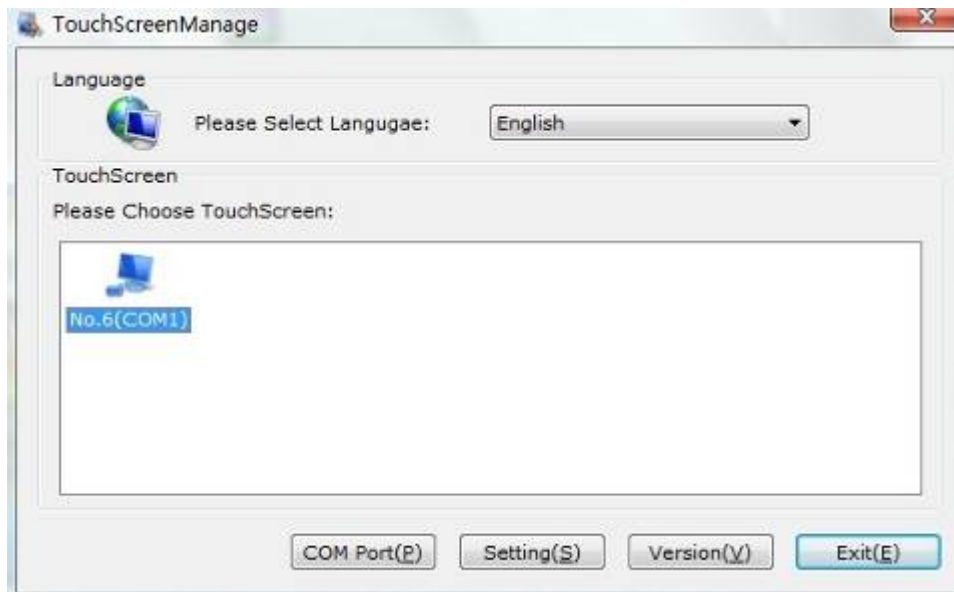 TouchScreenManage
Language
Please Select Langugae:
English
TouchScreen
Please Choose TouchScreen:
No.6(COM1)
COM Port(P)
Setting(S)
Version(V)
Exit(E)